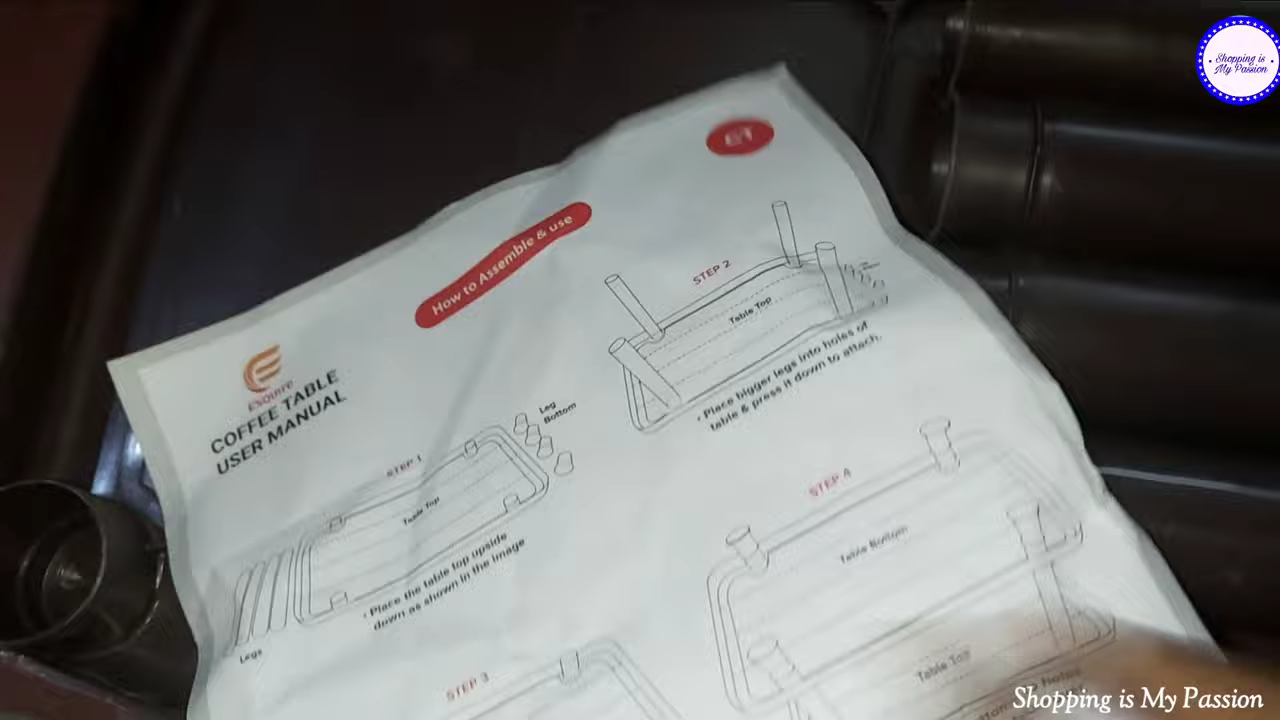 Shopping is
My Passion
ET
How to Assemble & use
ESQUIRE
COFFEE TABLE
USER MANUAL
STEP 1
Table Top
Leg
Bottom
Legs
• Place the table top upside
down as shown in the image
STEP 2
Table Top
• Place bigger legs into holes of
table & press it down to attach.
STEP 3
STEP 4
Table Bottom
Table Top
Notes
Shopping is My Passion